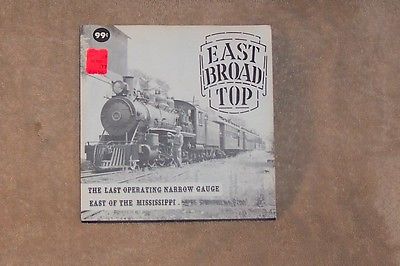 99¢
EAST
BROAD
TOP
THE LAST OPERATING NARROW GAUGE
EAST OF THE MISSISSIPPI .